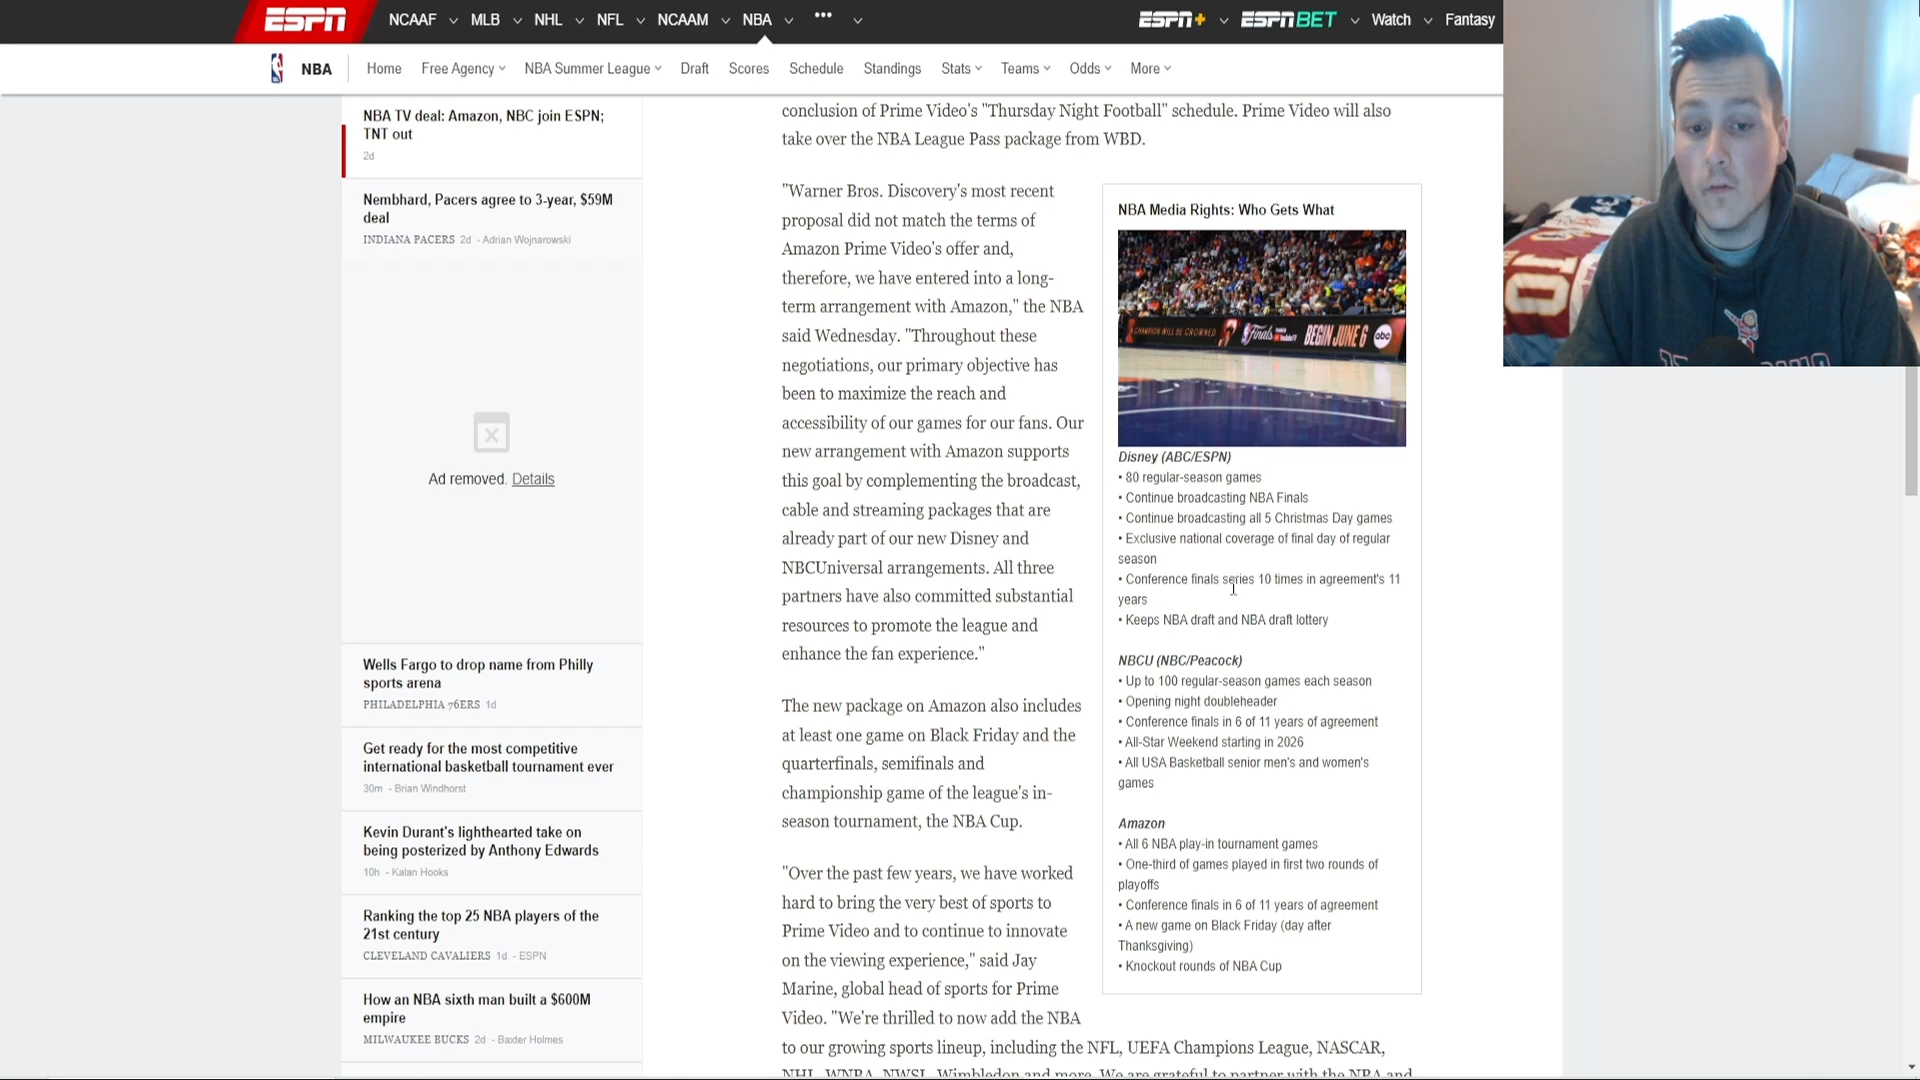 ESPN NCAAF MLB NHL NFL NCAAM NBA ••• ESPN+ ESPN BET Watch Fantasy
NBA Home Free Agency NBA Summer League Draft Scores Schedule Standings Stats Teams Odds More
NBA TV deal: Amazon, NBC join ESPN;
TNT out
2d
Nembhard, Pacers agree to 3-year, $59M
deal
INDIANA PACERS 2d - Adrian Wojnarowski
Ad removed. Details
Wells Fargo to drop name from Philly
sports arena
PHILADELPHIA 76ERS 1d
Get ready for the most competitive
international basketball tournament ever
30m - Brian Windhorst
Kevin Durant's lighthearted take on
being posterized by Anthony Edwards
10h - Kalan Hooks
Ranking the top 25 NBA players of the
21st century
CLEVELAND CAVALIERS 1d - ESPN
How an NBA sixth man built a $600M
empire
MILWAUKEE BUCKS 2d - Baxter Holmes
conclusion of Prime Video's "Thursday Night Football" schedule. Prime Video will also
take over the NBA League Pass package from WBD.
"Warner Bros. Discovery's most recent
proposal did not match the terms of
Amazon Prime Video's offer and,
therefore, we have entered into a long-
term arrangement with Amazon," the NBA
said Wednesday. "Throughout these
negotiations, our primary objective has
been to maximize the reach and
accessibility of our games for our fans. Our
new arrangement with Amazon supports
this goal by complementing the broadcast,
cable and streaming packages that are
already part of our new Disney and
NBCUniversal arrangements. All three
partners have also committed substantial
resources to promote the league and
enhance the fan experience."
The new package on Amazon also includes
at least one game on Black Friday and the
quarterfinals, semifinals and
championship game of the league's in-
season tournament, the NBA Cup.
"Over the past few years, we have worked
hard to bring the very best of sports to
Prime Video and to continue to innovate
on the viewing experience," said Jay
Marine, global head of sports for Prime
Video. "We're thrilled to now add the NBA
to our growing sports lineup, including the NFL, UEFA Champions League, NASCAR,
NHL, WNBA, NWSL, Wimbledon and more. We are grateful to partner with the NBA and
NBA Media Rights: Who Gets What
CHAMPION WILL BE CROWNED Finals BEGIN JUNE 6 abc
Disney (ABC/ESPN)
• 80 regular-season games
• Continue broadcasting NBA Finals
• Continue broadcasting all 5 Christmas Day games
• Exclusive national coverage of final day of regular
season
• Conference finals series 10 times in agreement's 11
years
• Keeps NBA draft and NBA draft lottery
NBCU (NBC/Peacock)
• Up to 100 regular-season games each season
• Opening night doubleheader
• Conference finals in 6 of 11 years of agreement
• All-Star Weekend starting in 2026
• All USA Basketball senior men's and women's
games
Amazon
• All 6 NBA play-in tournament games
• One-third of games played in first two rounds of
playoffs
• Conference finals in 6 of 11 years of agreement
• A new game on Black Friday (day after
Thanksgiving)
• Knockout rounds of NBA Cup